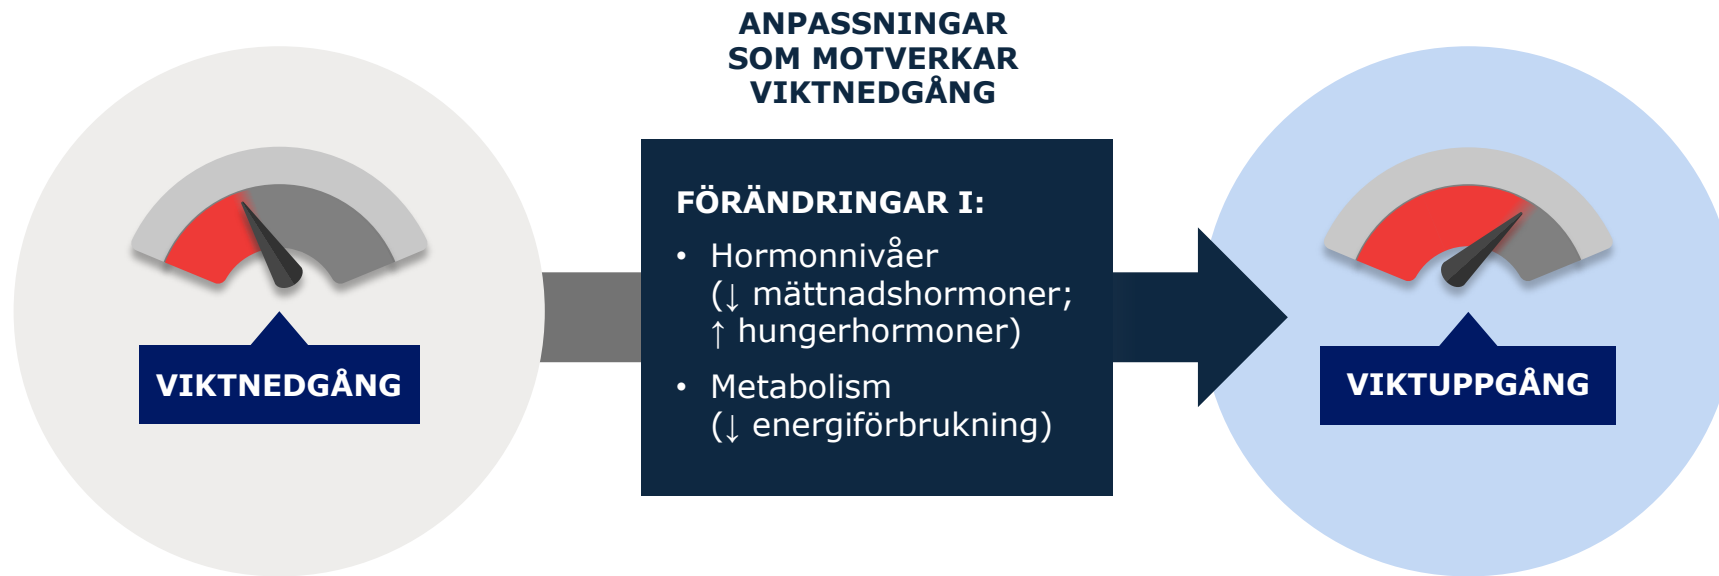 ANPASSNINGAR
SOM MOTVERKAR
VIKTNEDGÅNG
VIKTNEDGÅNG
FÖRÄNDRINGAR I:
• Hormonnivåer
(↓ mättnadshormoner;
↑ hungerhormoner)
• Metabolism
(↓ energiförbrukning)
VIKTUPPGÅNG